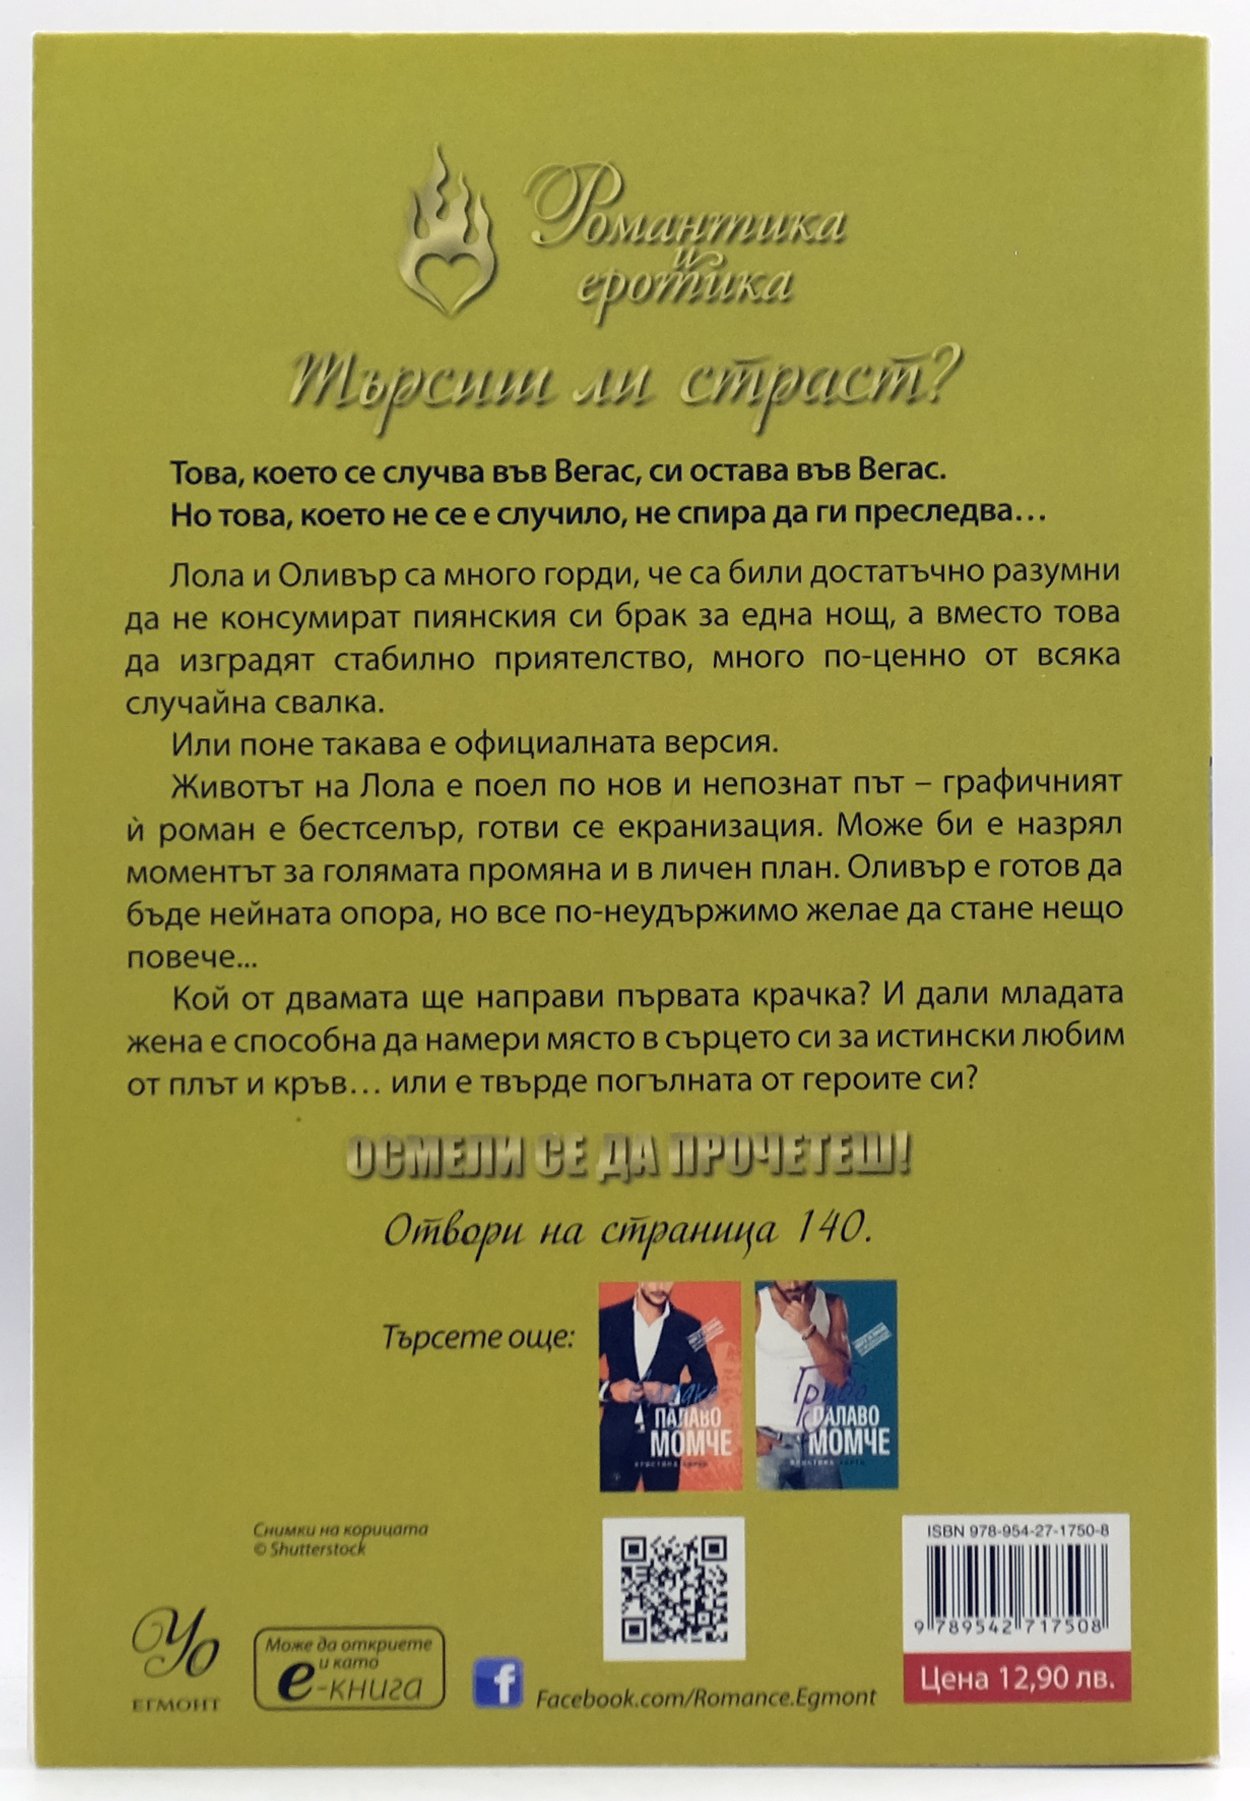 Романтика
и
еротика
Търсиш ли страст?
Това, което се случва във Вегас, си остава във Вегас.
Но това, което не се е случило, не спира да ги преследва…
Лола и Оливър са много горди, че са били достатъчно разумни
да не консумират пиянския си брак за една нощ, а вместо това
да изградят стабилно приятелство, много по-ценно от всяка
случайна свалка.
Или поне такава е официалната версия.
Животът на Лола е поел по нов и непознат път – графичният
ѝ роман е бестселър, готви се екранизация. Може би е назрял
моментът за голямата промяна и в личен план. Оливър е готов да
бъде нейната опора, но все по-неудържимо желае да стане нещо
повече...
Кой от двамата ще направи първата крачка? И дали младата
жена е способна да намери място в сърцето си за истински любим
от плът и кръв… или е твърде погълната от героите си?
ОСМЕЛИ СЕ ДА ПРОЧЕТЕШ!
Отвори на страница 140.
Търсете още:
ПАЛАВО
МОМЧЕ
Грубо
ПАЛАВО
МОМЧЕ
Снимки на корицата
© Shutterstock
ЕГМОНТ
Може да откриете
и като
е-книга
f
Facebook.com/Romance.Egmont
ISBN 978-954-27-1750-8
9 789542 717508
Цена 12,90 лв.